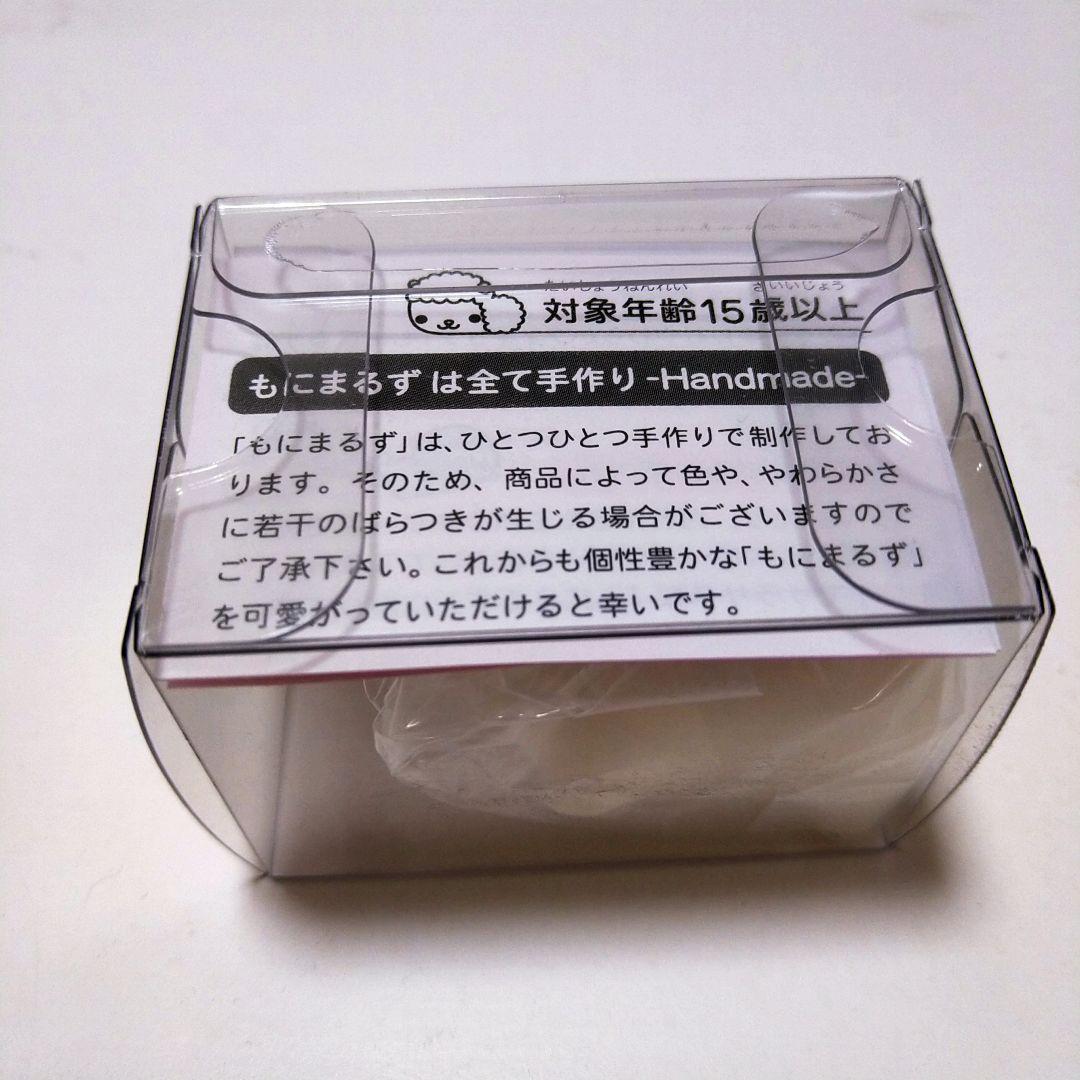 たいしょうねんれい さいいじょう
対象年齢15歳以上
もにまるず は全て手作り -Handmade-
「もにまるず」は、ひとつひとつ手作りで制作してお
ります。そのため、商品によって色や、やわらかさ
に若干のばらつきが生じる場合がございますので
ご了承下さい。これからも個性豊かな「もにまるず」
を可愛がっていただけると幸いです。